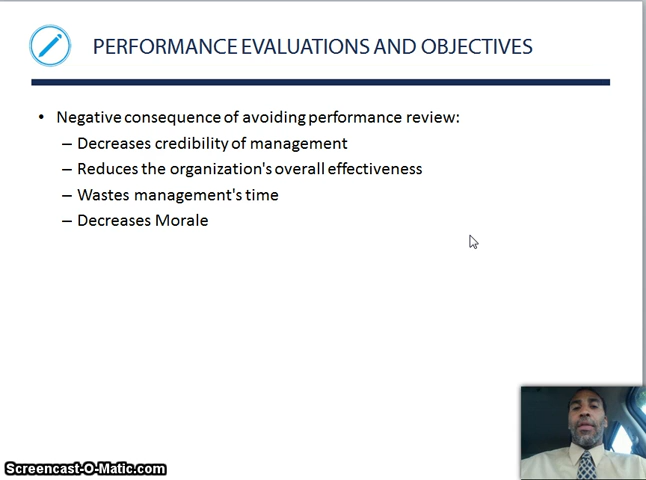 PERFORMANCE EVALUATIONS AND OBJECTIVES
• Negative consequence of avoiding performance review:
– Decreases credibility of management
– Reduces the organization's overall effectiveness
– Wastes management's time
– Decreases Morale
Screencast-O-Matic.com